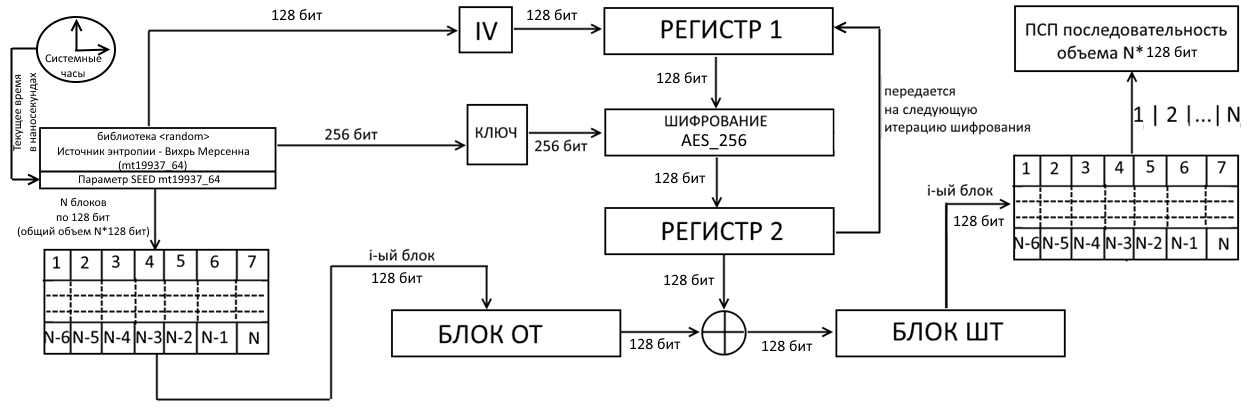 Системные
часы
Текущее время
в наносекундах
128 бит
IV
128 бит
РЕГИСТР 1
ПСП последовательность
объема N* 128 бит
128 бит
передается
на следующую
итерацию шифрования
1 | 2 |...| N
библиотека <random>
Источник энтропии - Вихрь Мерсенна
(mt19937_64)
Параметр SEED mt19937_64
256 бит
КЛЮЧ
256 бит
ШИФРОВАНИЕ
AES_256
128 бит
РЕГИСТР 2
N блоков
по 128 бит
(общий объем N*128 бит)
1 2 3 4 5 6 7
N-6 N-5 N-4 N-3 N-2 N-1 N
i-ый блок
128 бит
БЛОК ОТ
128 бит
128 бит
128 бит
БЛОК ШТ
i-ый блок
128 бит
1 2 3 4 5 6 7
N-6 N-5 N-4 N-3 N-2 N-1 N